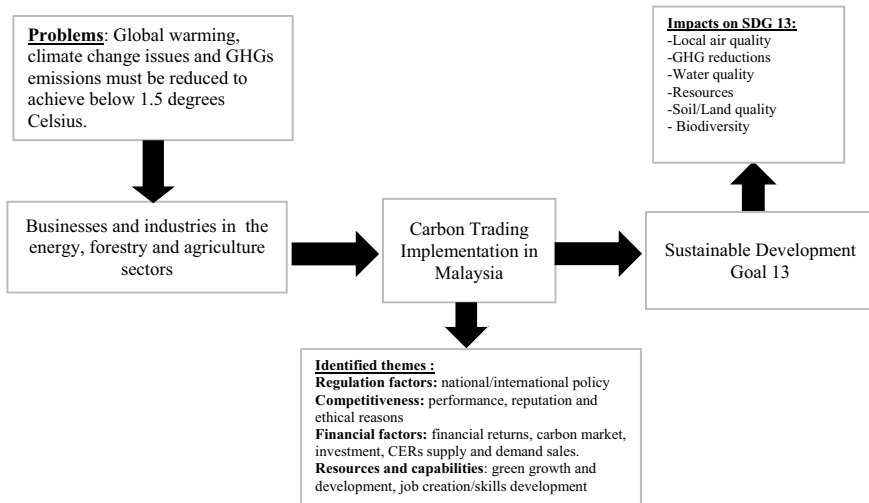 Problems: Global warming,
climate change issues and GHGs
emissions must be reduced to
achieve below 1.5 degrees
Celsius.
Businesses and industries in the
energy, forestry and agriculture
sectors
Carbon Trading
Implementation in
Malaysia
Sustainable Development
Goal 13
Impacts on SDG 13:
-Local air quality
-GHG reductions
-Water quality
-Resources
-Soil/Land quality
- Biodiversity
Identified themes :
Regulation factors: national/international policy
Competitiveness: performance, reputation and
ethical reasons
Financial factors: financial returns, carbon market,
investment, CERs supply and demand sales.
Resources and capabilities: green growth and
development, job creation/skills development